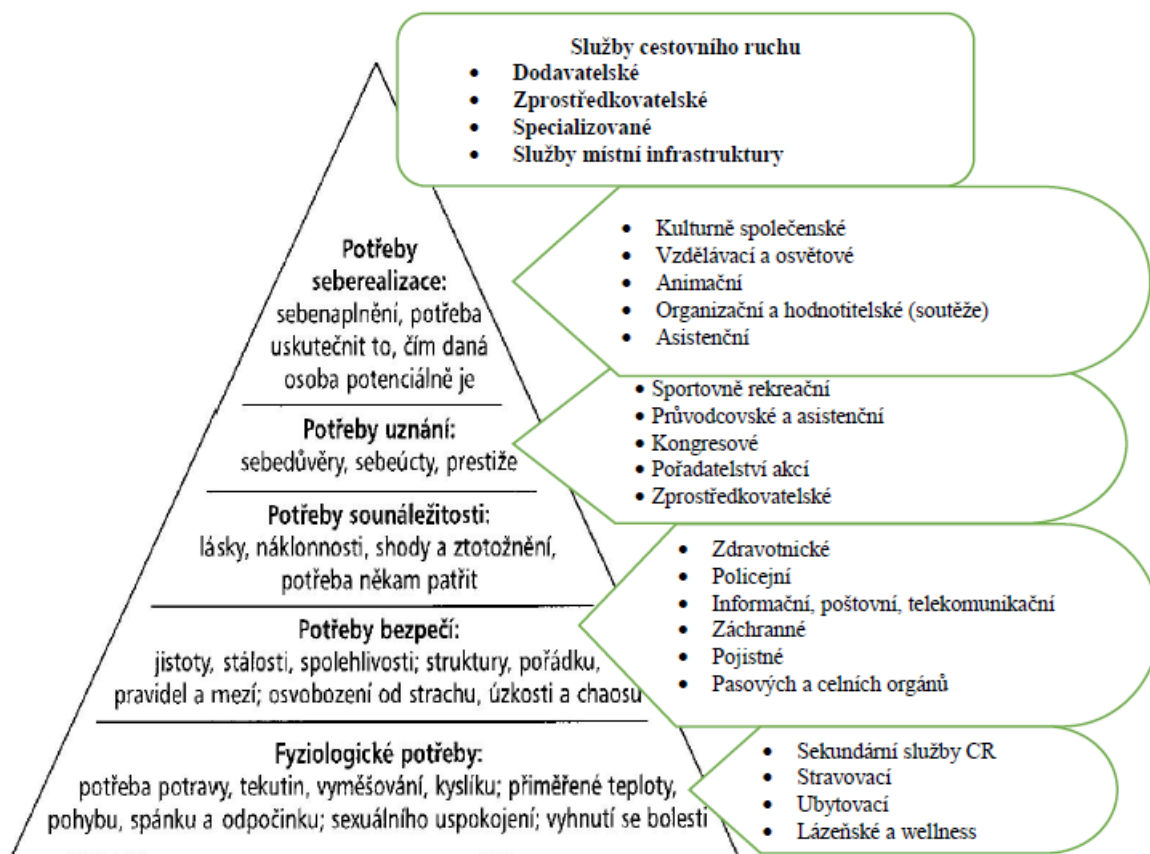 Služby cestovního ruchu
• Dodavatelské
• Zprostředkovatelské
• Specializované
• Služby místní infrastruktury
Potřeby
seberealizace:
sebenaplnění, potřeba
uskutečnit to, čím daná
osoba potenciálně je
• Kulturně společenské
• Vzdělávací a osvětové
• Animační
• Organizační a hodnotitelské (soutěže)
• Asistenční
Potřeby uznání:
sebedůvěry, sebeúcty, prestiže
• Sportovně rekreační
• Průvodcovské a asistenční
• Kongresové
• Pořadatelství akcí
• Zprostředkovatelské
Potřeby sounáležitosti:
lásky, náklonnosti, shody a ztotožnění,
potřeba někam patřit
Potřeby bezpečí:
jistoty, stálosti, spolehlivosti; struktury, pořádku,
pravidel a mezí; osvobození od strachu, úzkosti a chaosu
• Zdravotnické
• Policejní
• Informační, poštovní, telekomunikační
• Záchranné
• Pojistné
• Pasových a celních orgánů
Fyziologické potřeby:
potřeba potravy, tekutin, vyměšování, kyslíku; přiměřené teploty,
pohybu, spánku a odpočinku; sexuálního uspokojení; vyhnutí se bolesti
• Sekundární služby CR
• Stravovací
• Ubytovací
• Lázeňské a wellness